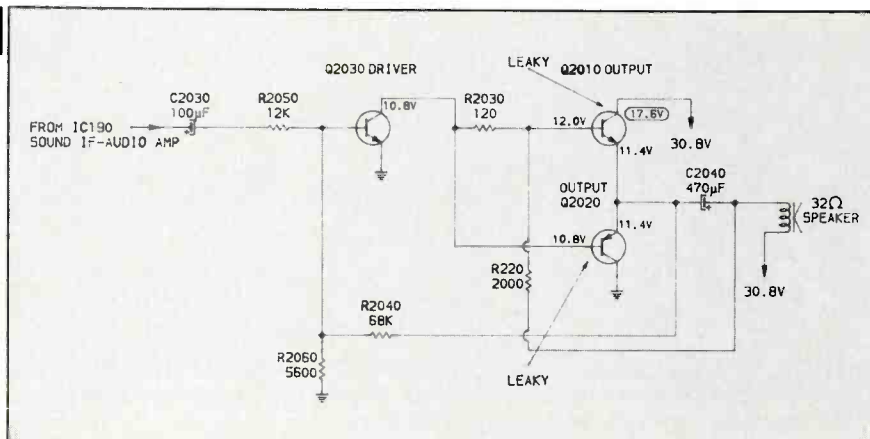 LEAKY
Q2030 DRIVER
Q2010 OUTPUT
C2030
100µF
R2050
12K
10.8V
R2030
120
12.0V
17.6V
FROM IC190
SOUND IF-AUDIO AMP
30.8V
11.4V
C2040
470µF
OUTPUT
Q2020
32Ω
SPEAKER
11.4V
10.8V
R220
2000
30.8V
R2040
68K
R2060
5600
LEAKY